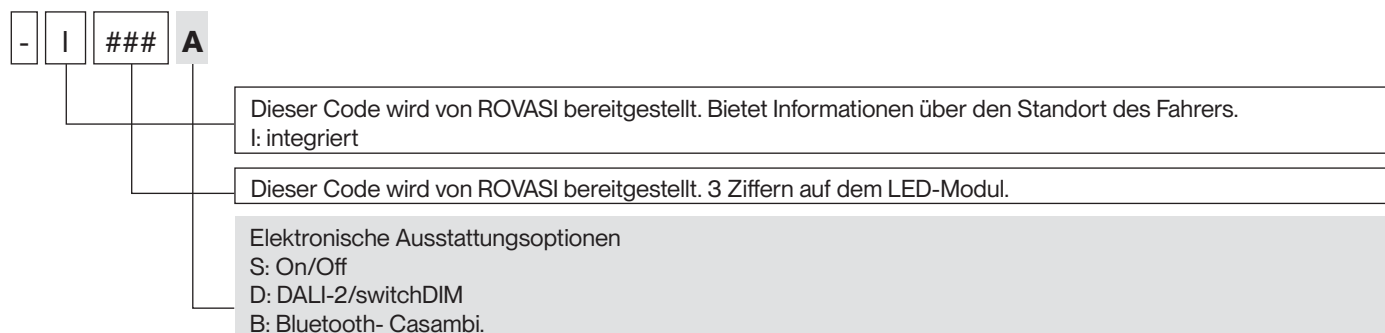 - I ### A
Dieser Code wird von ROVASI bereitgestellt. Bietet Informationen über den Standort des Fahrers.
I: integriert
Dieser Code wird von ROVASI bereitgestellt. 3 Ziffern auf dem LED-Modul.
Elektronische Ausstattungsoptionen
S: On/Off
D: DALI-2/switchDIM
B: Bluetooth- Casambi.